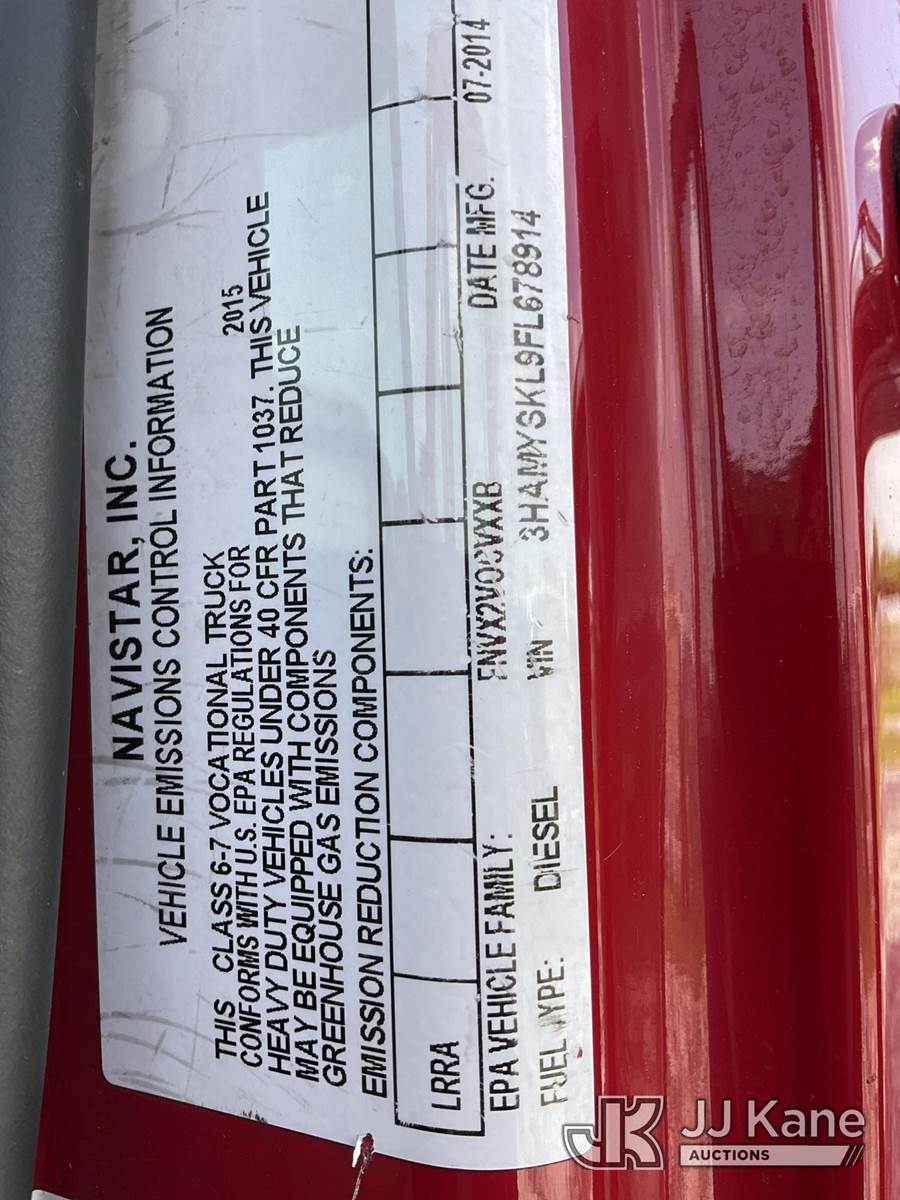 NAVISTAR, INC.
VEHICLE EMISSIONS CONTROL INFORMATION
THIS CLASS 6-7 VOCATIONAL TRUCK
CONFORMS WITH U.S. EPA REGULATIONS FOR 2015
HEAVY DUTY VEHICLES UNDER 40 CFR PART 1037. THIS VEHICLE
MAY BE EQUIPPED WITH COMPONENTS THAT REDUCE
GREENHOUSE GAS EMISSIONS
EMISSION REDUCTION COMPONENTS:
LRRA
EPA VEHICLE FAMILY: DATE MFG. 07-2014
FUEL TYPE: DIESEL VIN 3HAMYSKL9FL678914
JK JJ Kane
AUCTIONS